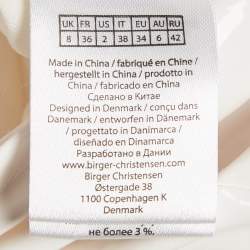 UK FR US IT EU AU RU
8 36 2 38 34 6 42
Made in China / fabriqué en Chine /
hergestellt in China / prodotto in
China / fabricado en China
Сделано в Китае
Designed in Denmark / conçu dans
Danemark / entworfen in Dänemark
/ progettato in Danimarca /
diseñado en Dinamarca
Разработано в Дании
www.birger-christensen.com
Birger Christensen
Østergade 38
1100 Copenhagen K
Denmark
не более 3 %.